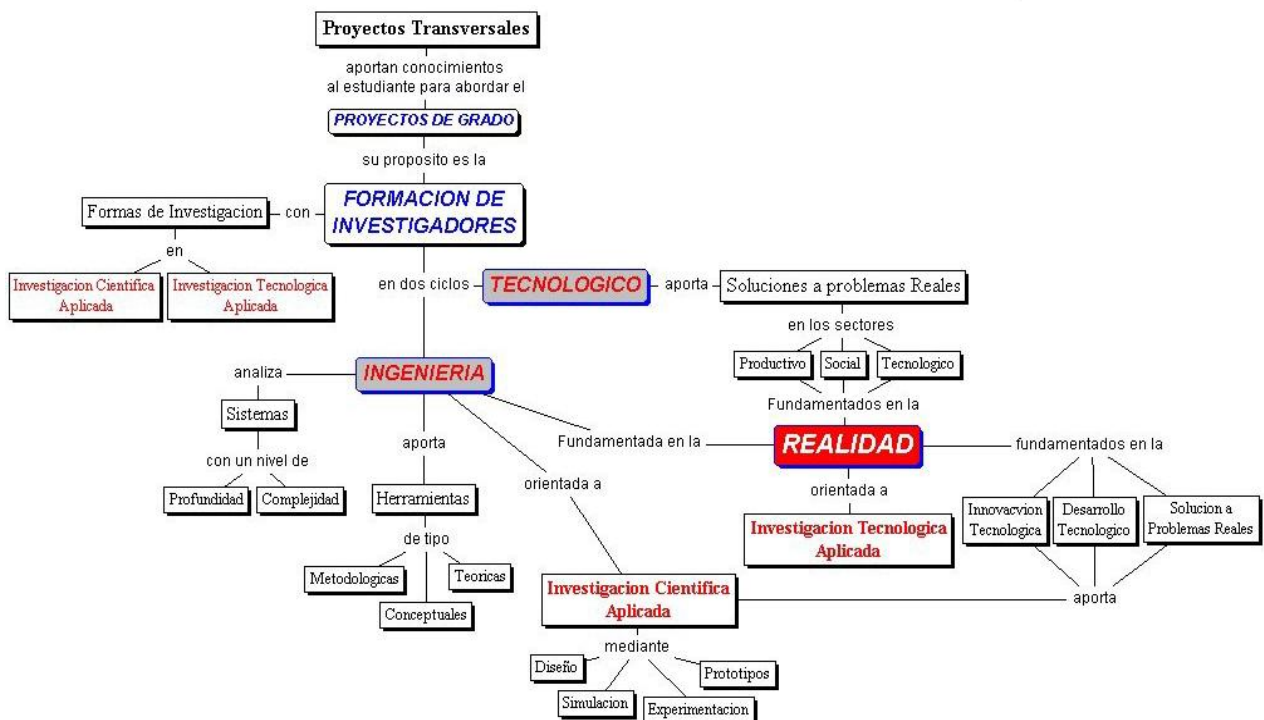 Proyectos Transversales
aportan conocimientos
al estudiante para abordar el
PROYECTOS DE GRADO
su proposito es la
FORMACION DE
INVESTIGADORES
con
Formas de Investigacion
en
Investigacion Cientifica
Aplicada
Investigacion Tecnologica
Aplicada
en dos ciclos
TECNOLOGICO
aporta
Soluciones a problemas Reales
en los sectores
Productivo
Social
Tecnologico
Fundamentados en la
INGENIERIA
analiza
Sistemas
con un nivel de
Profundidad
Complejidad
aporta
Herramientas
de tipo
Metodologicas
Conceptuales
Teoricas
orientada a
Fundamentada en la
REALIDAD
orientada a
Investigacion Tecnologica
Aplicada
fundamentados en la
Innovacvion
Tecnologica
Desarrollo
Tecnologico
Solucion a
Problemas Reales
aporta
Investigacion Cientifica
Aplicada
mediante
Diseño
Simulacion
Experimentacion
Prototipos